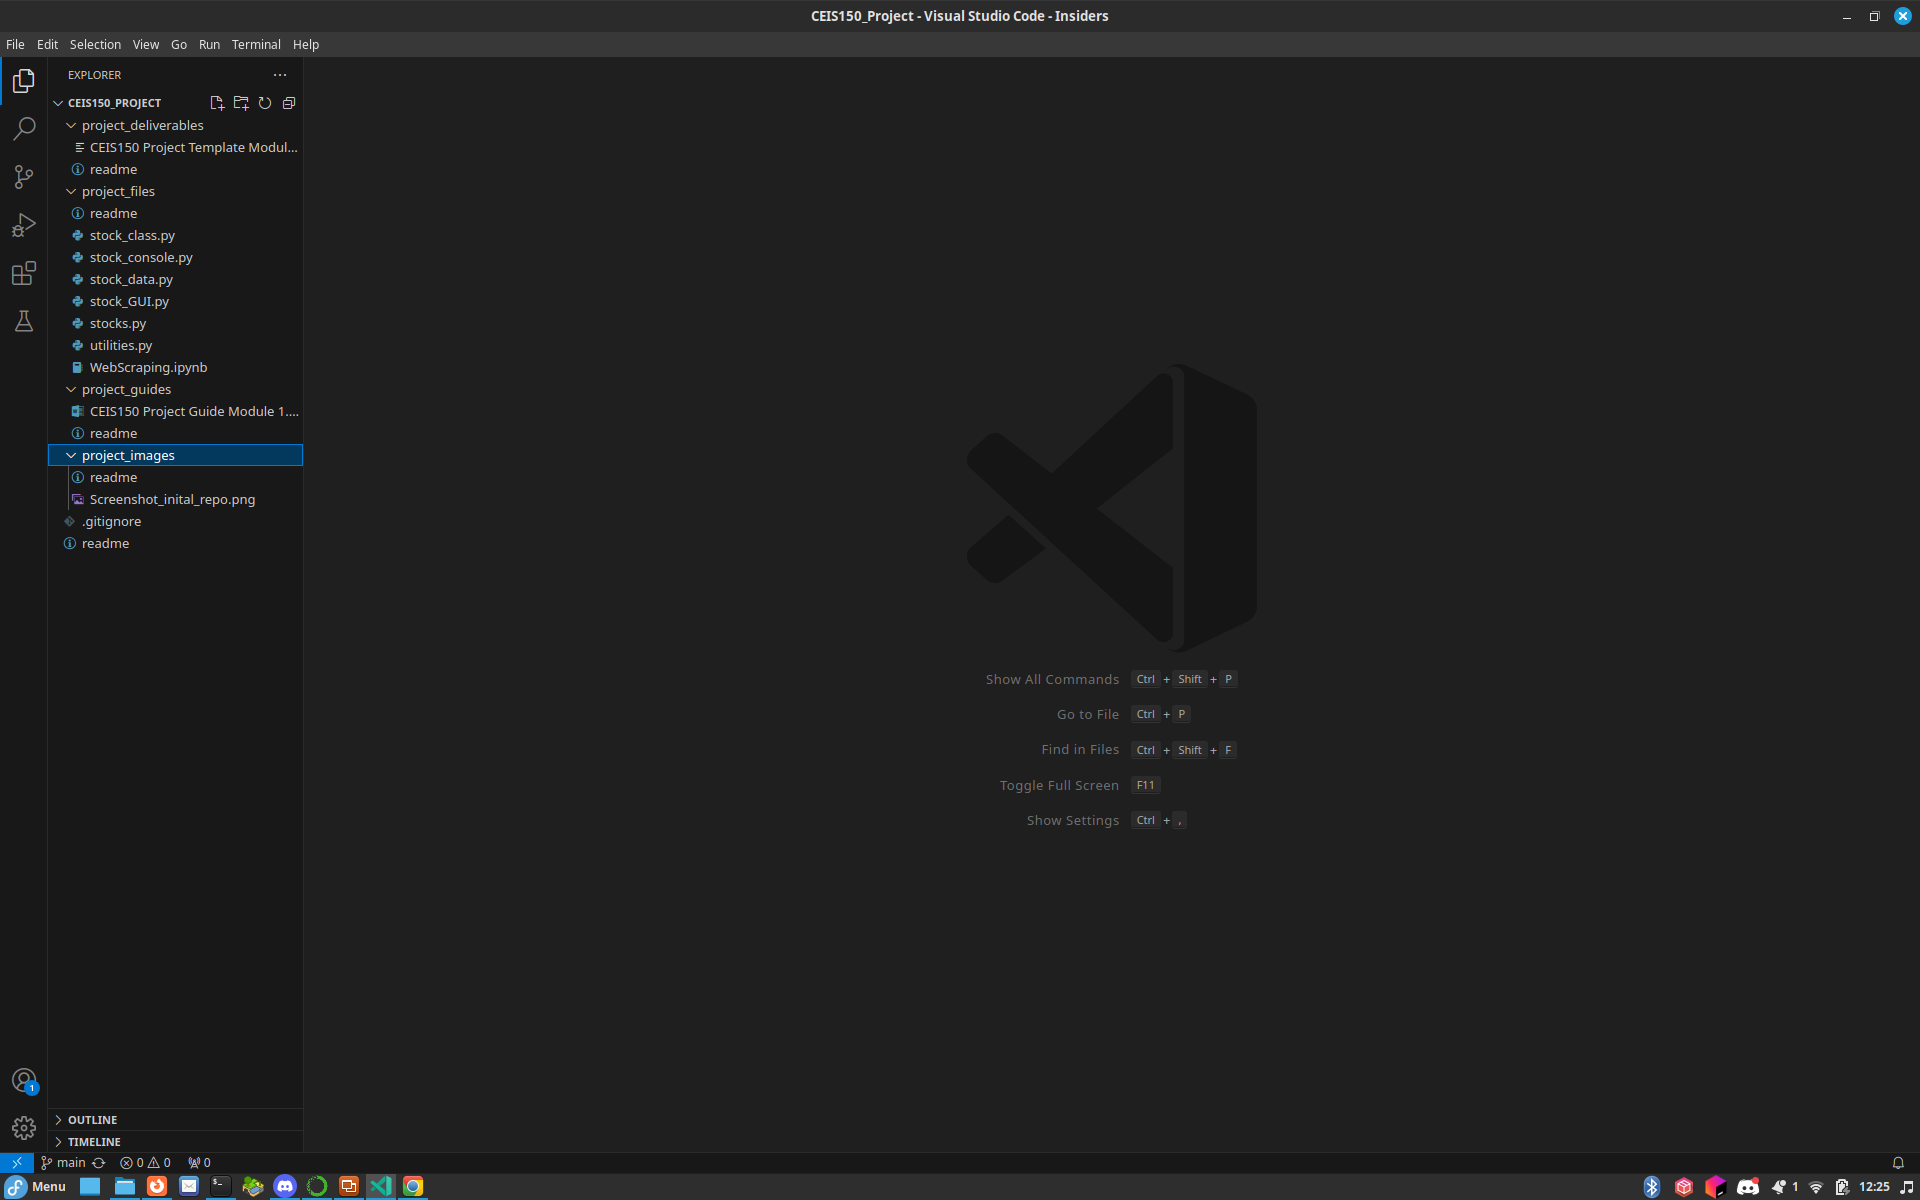 CEIS150_Project - Visual Studio Code - Insiders
File Edit Selection View Go Run Terminal Help
EXPLORER
CEIS150_PROJECT
project_deliverables
CEIS150 Project Template Modul...
readme
project_files
readme
stock_class.py
stock_console.py
stock_data.py
stock_GUI.py
stocks.py
utilities.py
WebScraping.ipynb
project_guides
CEIS150 Project Guide Module 1....
readme
project_images
readme
Screenshot_inital_repo.png
.gitignore
readme
Show All Commands Ctrl + Shift + P
Go to File Ctrl + P
Find in Files Ctrl + Shift + F
Toggle Full Screen F11
Show Settings Ctrl + ,
1
OUTLINE
TIMELINE
main 0 0 0
Menu 1 12:25